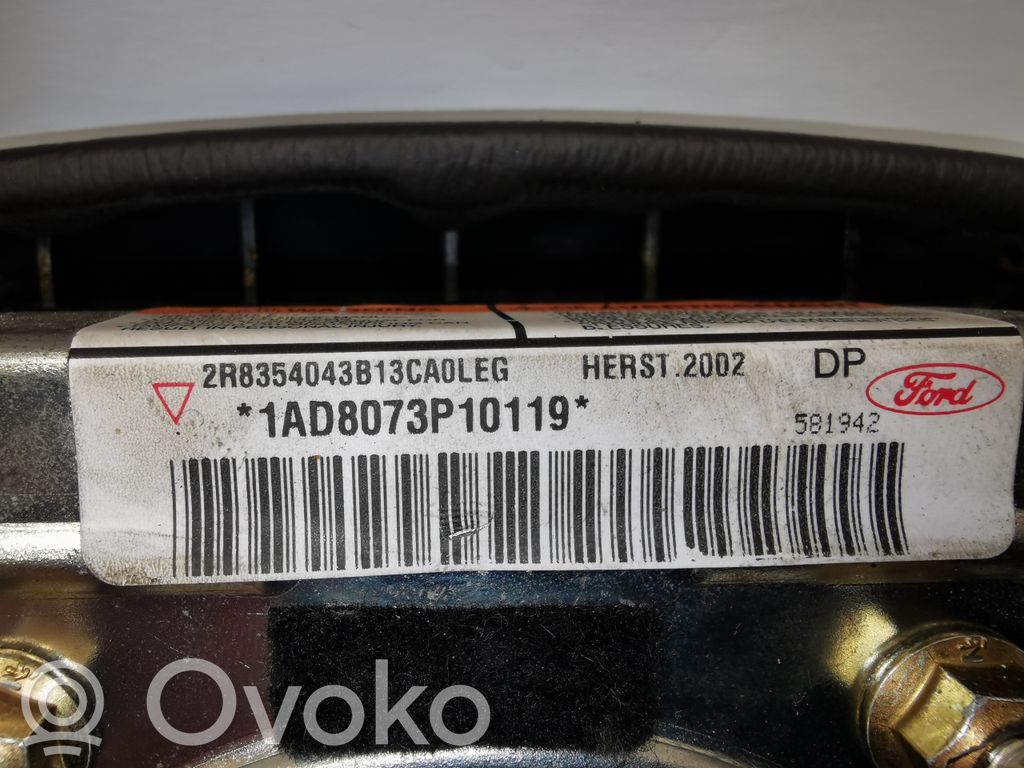 2R8354043B13CA0LEG HERST.2002 DP
Ford
*1AD8073P10119* 581942
Ovoko